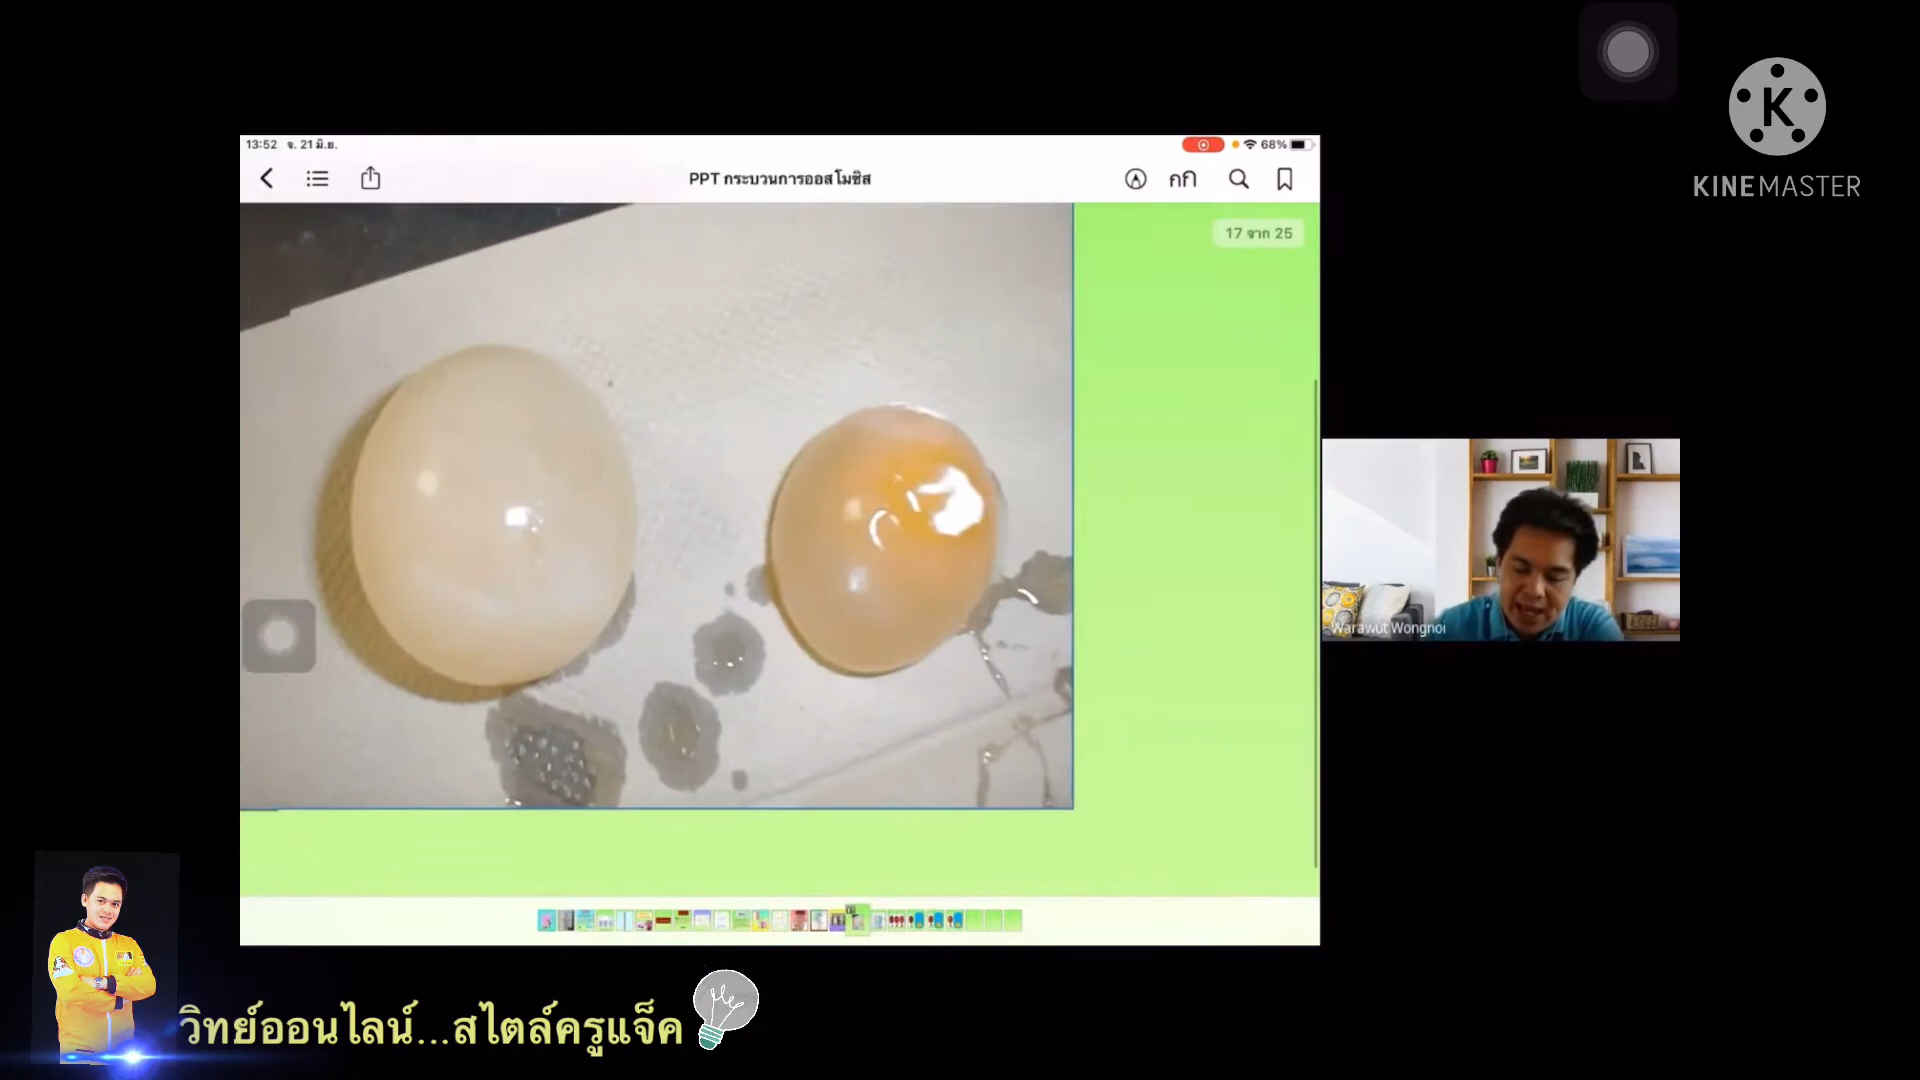 KINEMASTER
13:52 จ. 21 มิ.ย.
68%
PPT กระบวนการออสโมซิส
กก
17 จาก 25
Warawut Wongnoi
วิทย์ออนไลน์...สไตล์ครูแจ็ค